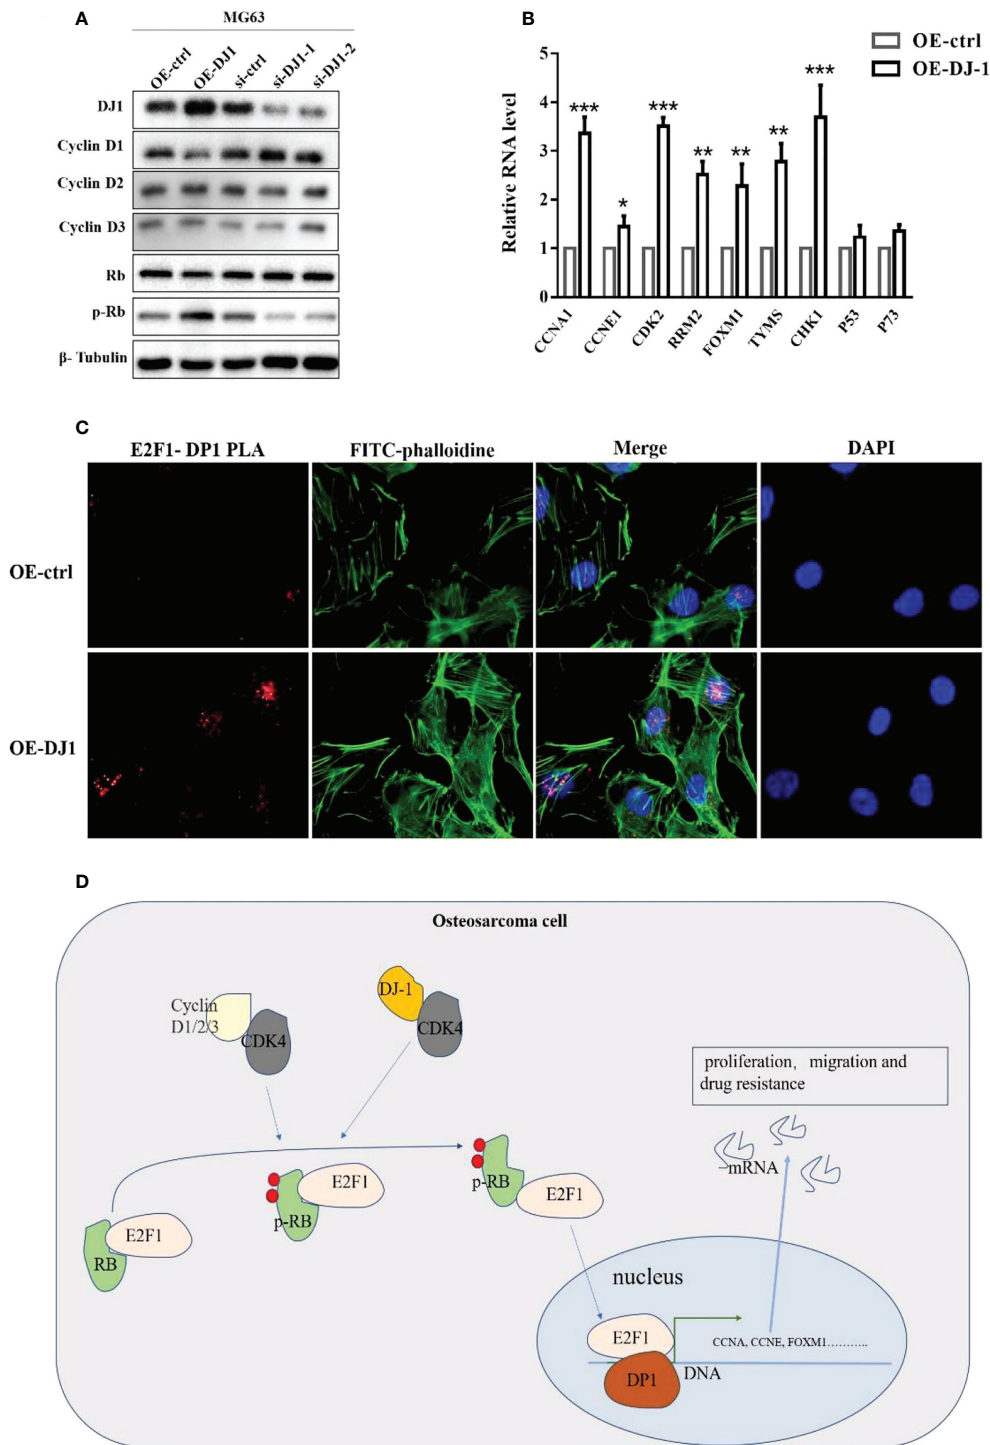 A
MG63
OE-ctrl
OE-DJ1
si-ctrl
si-DJ1-1
si-DJ1-2
DJ1
Cyclin D1
Cyclin D2
Cyclin D3
Rb
p-Rb
β- Tubulin
B
OE-ctrl
OE-DJ-1
Relative RNA level
5
4
3
2
1
0
***
*
***
**
**
**
***
CCNA1
CCNE1
CDK2
RRM2
FOXM1
TYMS
CHK1
P53
P73
C
E2F1- DP1 PLA
FITC-phalloidine
Merge
DAPI
OE-ctrl
OE-DJ1
D
Osteosarcoma cell
Cyclin
D1/2/3
CDK4
DJ-1
CDK4
proliferation, migration and
drug resistance
mRNA
RB
E2F1
p-RB
E2F1
p-RB
E2F1
nucleus
E2F1
DP1
DNA
CCNA, CCNE, FOXM1………..